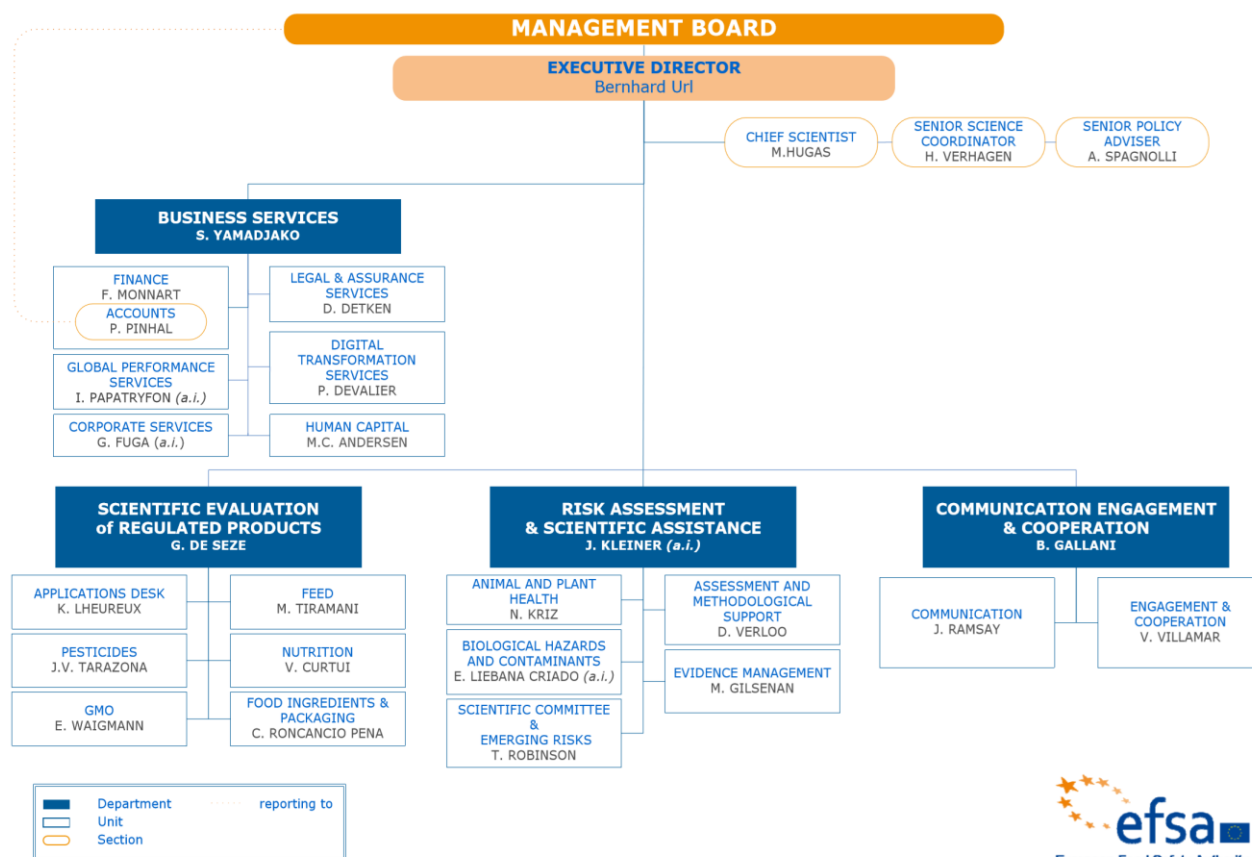 MANAGEMENT BOARD
EXECUTIVE DIRECTOR
Bernhard Url
CHIEF SCIENTIST
M.HUGAS
SENIOR SCIENCE
COORDINATOR
H. VERHAGEN
SENIOR POLICY
ADVISER
A. SPAGNOLLI
BUSINESS SERVICES
S. YAMADJAKO
FINANCE
F. MONNART
ACCOUNTS
P. PINHAL
LEGAL & ASSURANCE
SERVICES
D. DETKEN
GLOBAL PERFORMANCE
SERVICES
I. PAPATRYFON (a.i.)
DIGITAL
TRANSFORMATION
SERVICES
P. DEVALIER
CORPORATE SERVICES
G. FUGA (a.i.)
HUMAN CAPITAL
M.C. ANDERSEN
SCIENTIFIC EVALUATION
of REGULATED PRODUCTS
G. DE SEZE
APPLICATIONS DESK
K. LHEUREUX
FEED
M. TIRAMANI
PESTICIDES
J.V. TARAZONA
NUTRITION
V. CURTUI
GMO
E. WAIGMANN
FOOD INGREDIENTS &
PACKAGING
C. RONCANCIO PENA
RISK ASSESSMENT
& SCIENTIFIC ASSISTANCE
J. KLEINER (a.i.)
ANIMAL AND PLANT
HEALTH
N. KRIZ
ASSESSMENT AND
METHODOLOGICAL
SUPPORT
D. VERLOO
BIOLOGICAL HAZARDS
AND CONTAMINANTS
E. LIEBANA CRIADO (a.i.)
EVIDENCE MANAGEMENT
M. GILSENAN
SCIENTIFIC COMMITTEE
&
EMERGING RISKS
T. ROBINSON
COMMUNICATION ENGAGEMENT
& COOPERATION
B. GALLANI
COMMUNICATION
J. RAMSAY
ENGAGEMENT &
COOPERATION
V. VILLAMAR
Department
reporting to
Unit
Section
efsa